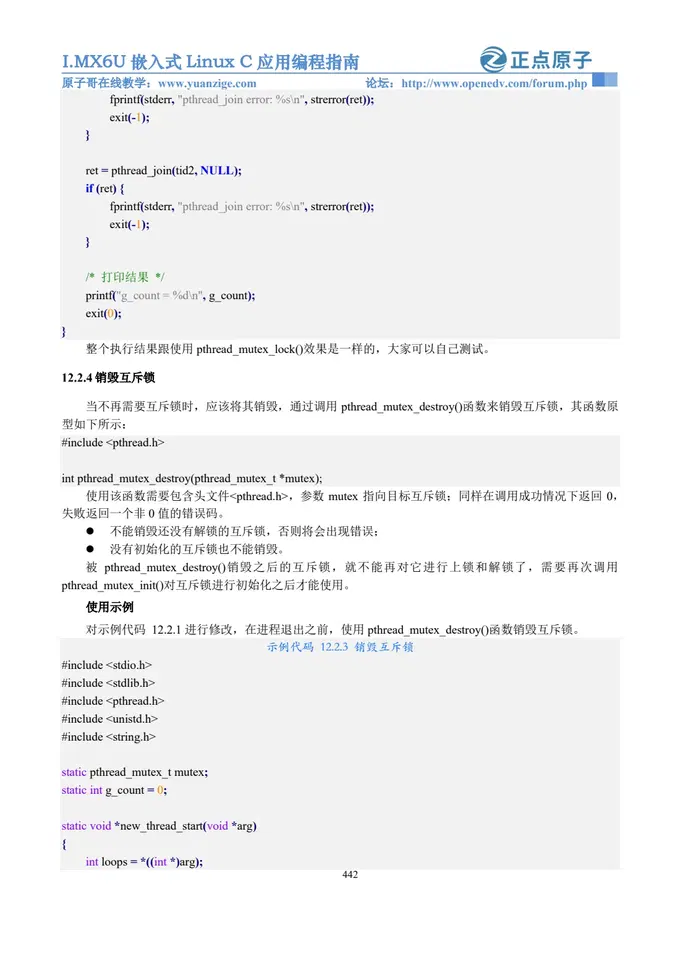 I.MX6U 嵌入式 Linux C 应用编程指南
正点原子
原子哥在线教学：www.yuanzige.com 论坛：http://www.openedv.com/forum.php
fprintf(stderr, "pthread_join error: %s\n", strerror(ret));
exit(-1);
}
ret = pthread_join(tid2, NULL);
if (ret) {
fprintf(stderr, "pthread_join error: %s\n", strerror(ret));
exit(-1);
}
/* 打印结果 */
printf("g_count = %d\n", g_count);
exit(0);
}
整个执行结果跟使用 pthread_mutex_lock()效果是一样的，大家可以自己测试。
12.2.4 销毁互斥锁
当不再需要互斥锁时，应该将其销毁，通过调用 pthread_mutex_destroy()函数来销毁互斥锁，其函数原
型如下所示：
#include <pthread.h>
int pthread_mutex_destroy(pthread_mutex_t *mutex);
使用该函数需要包含头文件<pthread.h>，参数 mutex 指向目标互斥锁；同样在调用成功情况下返回 0，
失败返回一个非 0 值的错误码。
● 不能销毁还没有解锁的互斥锁，否则将会出现错误；
● 没有初始化的互斥锁也不能销毁。
被 pthread_mutex_destroy()销毁之后的互斥锁，就不能再对它进行上锁和解锁了，需要再次调用
pthread_mutex_init()对互斥锁进行初始化之后才能使用。
使用示例
对示例代码 12.2.1 进行修改，在进程退出之前，使用 pthread_mutex_destroy()函数销毁互斥锁。
示例代码 12.2.3 销毁互斥锁
#include <stdio.h>
#include <stdlib.h>
#include <pthread.h>
#include <unistd.h>
#include <string.h>
static pthread_mutex_t mutex;
static int g_count = 0;
static void *new_thread_start(void *arg)
{
int loops = *((int *)arg);
442